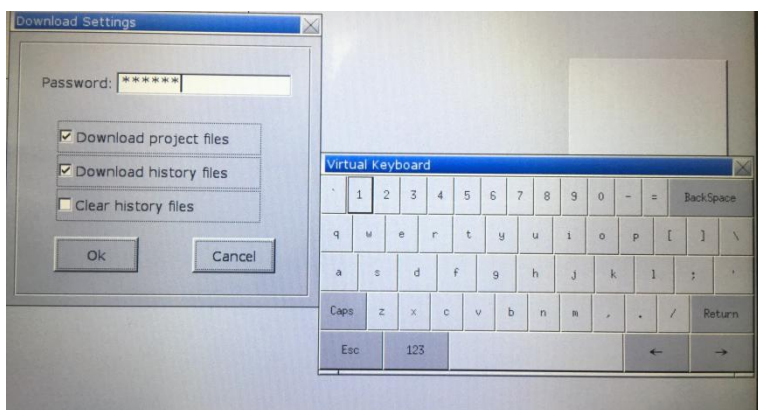 Download Settings
Password: ******
Download project files
Download history files
Clear history files
Ok Cancel
Virtual Keyboard
` 1 2 3 4 5 6 7 8 9 0 - = BackSpace
q w e r t y u i o p [ ] \
a s d f g h j k l ; '
Caps z x c v b n m , . / Return
Esc 123 ← →